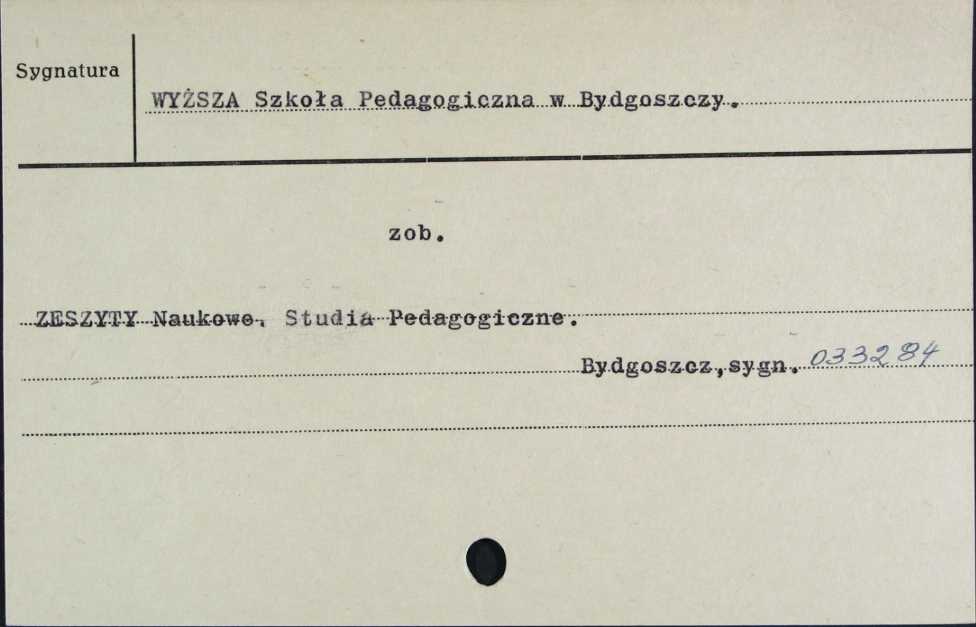 Sygnatura
WYŻSZA Szkoła Pedagogiczna w Bydgoszczy.
zob.
ZESZYTY Naukowe. Studia Pedagogiczne.
Bydgoszcz,sygn. 033284